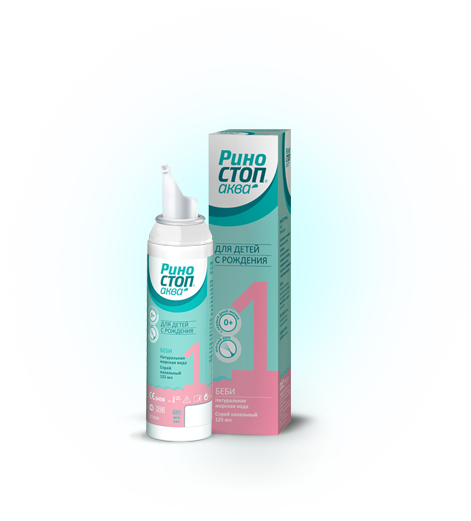 Рино
СТОП
аква
ДЛЯ ДЕТЕЙ
С РОЖДЕНИЯ
0+
1
БЕБИ
Натуральная
морская вода
Спрей назальный
125 мл
Рино
СТОП
аква
ДЛЯ ДЕТЕЙ
С РОЖДЕНИЯ
1
БЕБИ
Натуральная
морская вода
Спрей назальный
125 мл